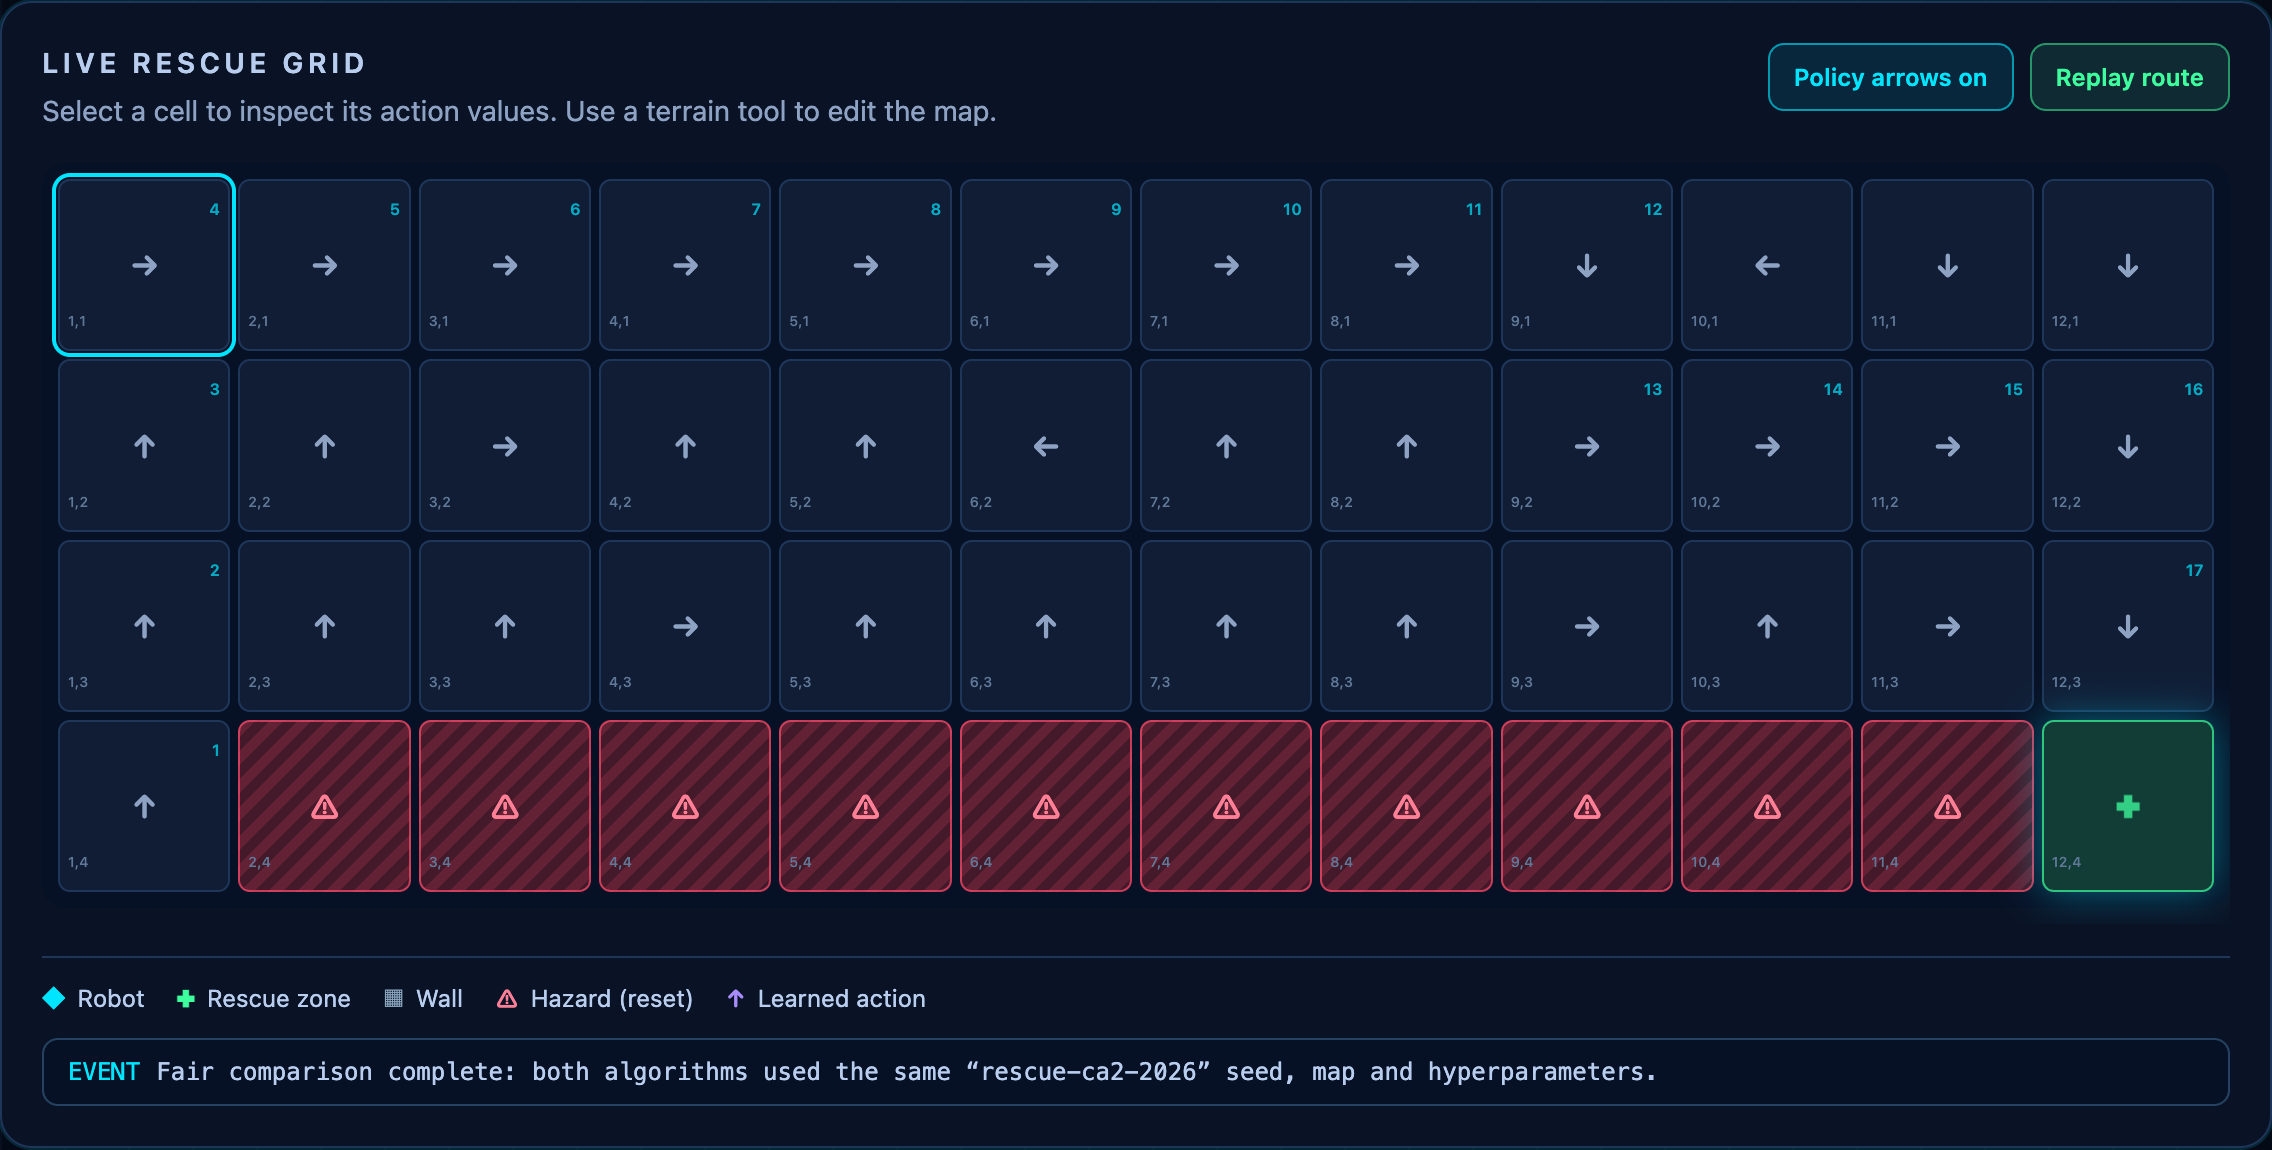 LIVE RESCUE GRID
Select a cell to inspect its action values. Use a terrain tool to edit the map.
Policy arrows on
Replay route
4 5 6 7 8 9 10 11 12
→ → → → → → → → ↓ ← ↓ ↓
1,1 2,1 3,1 4,1 5,1 6,1 7,1 8,1 9,1 10,1 11,1 12,1
3 13 14 15 16
↑ ↑ → ↑ ↑ ← ↑ ↑ → → → ↓
1,2 2,2 3,2 4,2 5,2 6,2 7,2 8,2 9,2 10,2 11,2 12,2
2 17
↑ ↑ ↑ → ↑ ↑ ↑ ↑ → ↑ → ↓
1,3 2,3 3,3 4,3 5,3 6,3 7,3 8,3 9,3 10,3 11,3 12,3
1
↑
1,4 2,4 3,4 4,4 5,4 6,4 7,4 8,4 9,4 10,4 11,4 12,4
Robot Rescue zone Wall Hazard (reset) ↑ Learned action
EVENT Fair comparison complete: both algorithms used the same “rescue-ca2-2026” seed, map and hyperparameters.